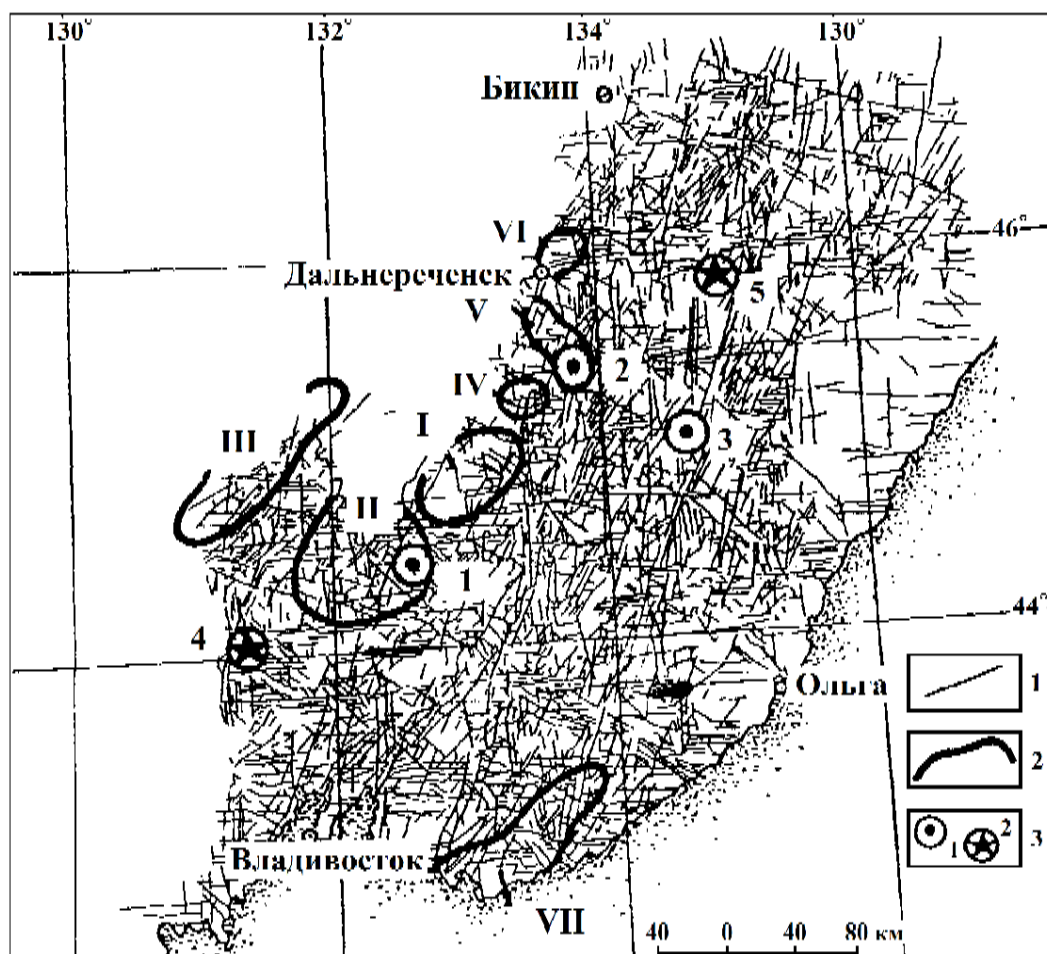 130° 132° 134° 130°
Бикин
46°
VI
Дальнереченск
5
V
2
IV
I
3
III
II
1
4
44°
Ольга
1
2
1 2 3
Владивосток
VII
40 0 40 80 км